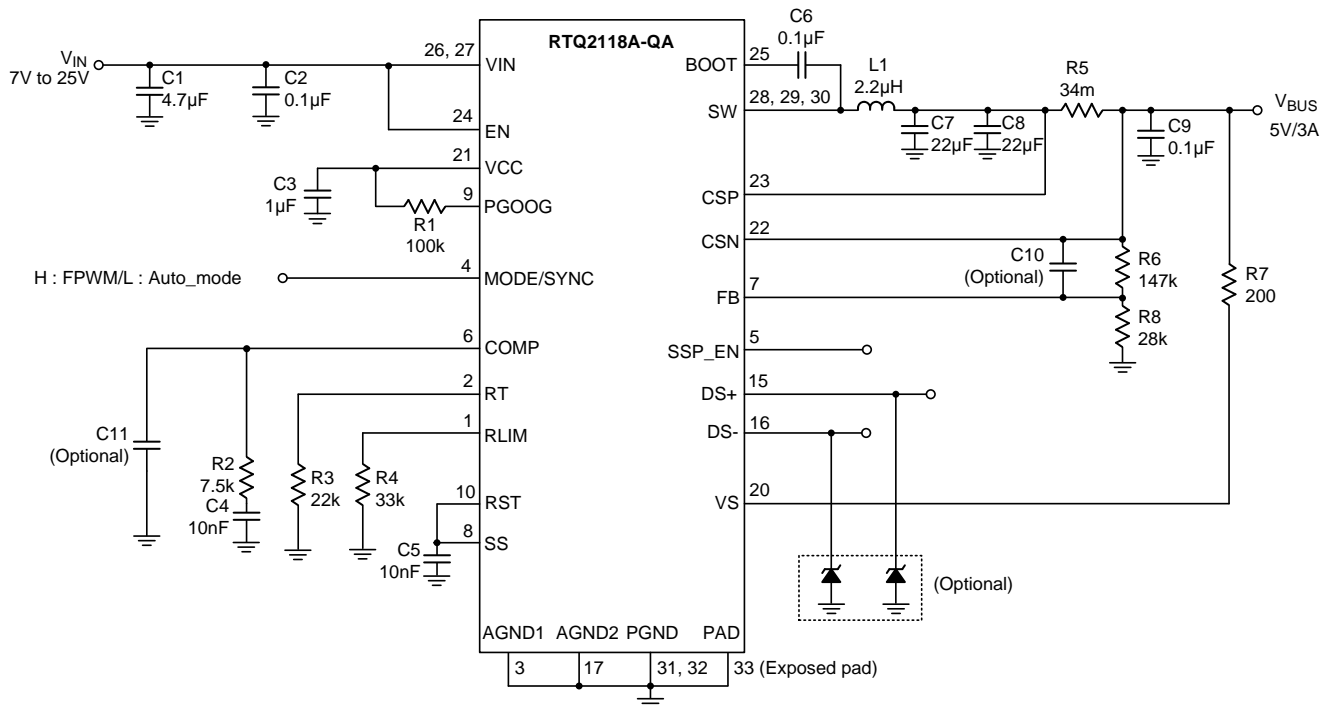 RTQ2118A-QA
V_IN
7V to 25V
C1
4.7µF
C2
0.1µF
26, 27
VIN
24
EN
21
VCC
C3
1µF
9
PGOOG
R1
100k
H : FPWM/L : Auto_mode
4
MODE/SYNC
6
COMP
2
RT
1
RLIM
C11
(Optional)
R2
7.5k
C4
10nF
R3
22k
R4
33k
10
RST
8
SS
C5
10nF
BOOT
25
C6
0.1µF
SW
28, 29, 30
L1
2.2µH
C7
22µF
C8
22µF
R5
34m
C9
0.1µF
V_BUS
5V/3A
CSP
23
CSN
22
C10
(Optional)
R6
147k
R7
200
FB
7
R8
28k
SSP_EN
5
DS+
15
DS-
16
VS
20
(Optional)
AGND1
AGND2
PGND
PAD
3
17
31, 32
33 (Exposed pad)